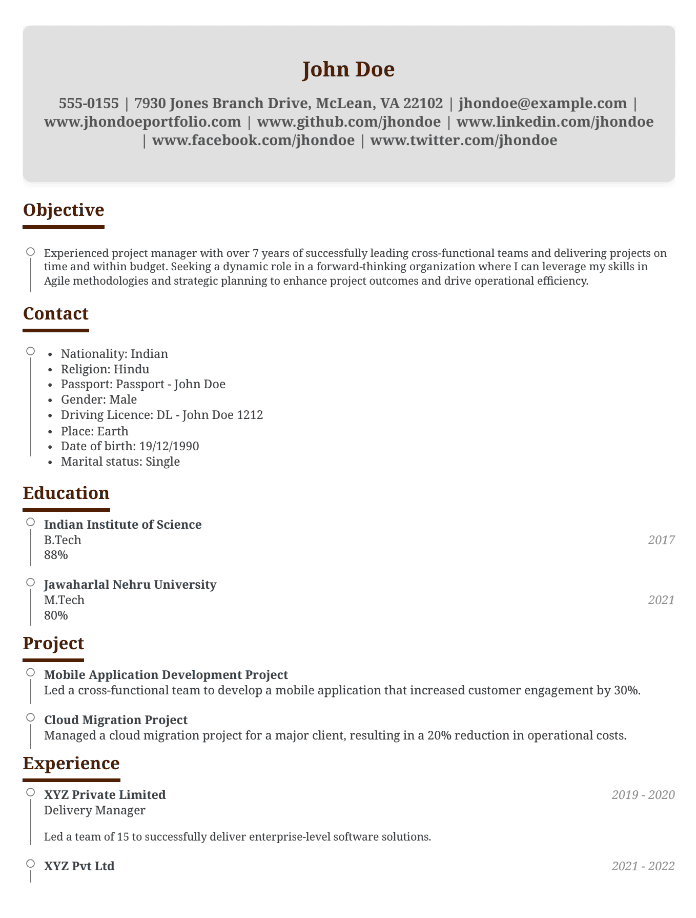 John Doe
555-0155 | 7930 Jones Branch Drive, McLean, VA 22102 | jhondoe@example.com |
www.jhondoeportfolio.com | www.github.com/jhondoe | www.linkedin.com/jhondoe
| www.facebook.com/jhondoe | www.twitter.com/jhondoe
Objective
Experienced project manager with over 7 years of successfully leading cross-functional teams and delivering projects on
time and within budget. Seeking a dynamic role in a forward-thinking organization where I can leverage my skills in
Agile methodologies and strategic planning to enhance project outcomes and drive operational efficiency.
Contact
• Nationality: Indian
• Religion: Hindu
• Passport: Passport - John Doe
• Gender: Male
• Driving Licence: DL - John Doe 1212
• Place: Earth
• Date of birth: 19/12/1990
• Marital status: Single
Education
Indian Institute of Science
B.Tech 2017
88%
Jawaharlal Nehru University
M.Tech 2021
80%
Project
Mobile Application Development Project
Led a cross-functional team to develop a mobile application that increased customer engagement by 30%.
Cloud Migration Project
Managed a cloud migration project for a major client, resulting in a 20% reduction in operational costs.
Experience
XYZ Private Limited 2019 - 2020
Delivery Manager
Led a team of 15 to successfully deliver enterprise-level software solutions.
XYZ Pvt Ltd 2021 - 2022